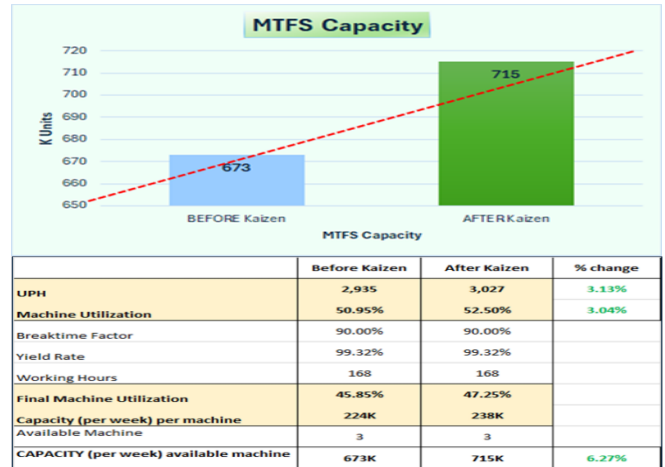 MTFS Capacity
720
710
700
690
680
670
660
650
K Units
673
715
BEFORE Kaizen
AFTER Kaizen
MTFS Capacity
Before Kaizen After Kaizen % change
UPH 2,935 3,027 3.13%
Machine Utilization 50.95% 52.50% 3.04%
Breaktime Factor 90.00% 90.00%
Yield Rate 99.32% 99.32%
Working Hours 168 168
Final Machine Utilization 45.85% 47.25%
Capacity (per week) per machine 224K 238K
Available Machine 3 3
CAPACITY (per week) available machine 673K 715K 6.27%